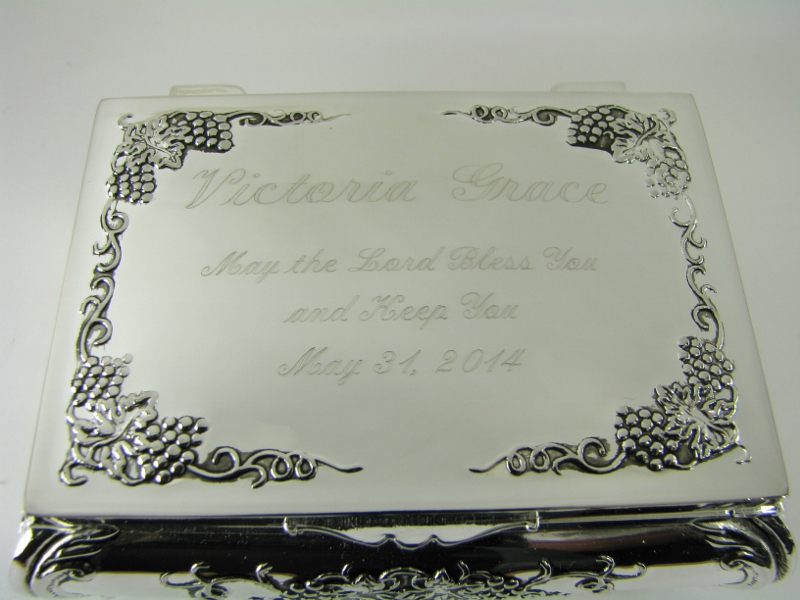 Victoria Grace
May the Lord Bless You
and Keep You
May 31, 2014